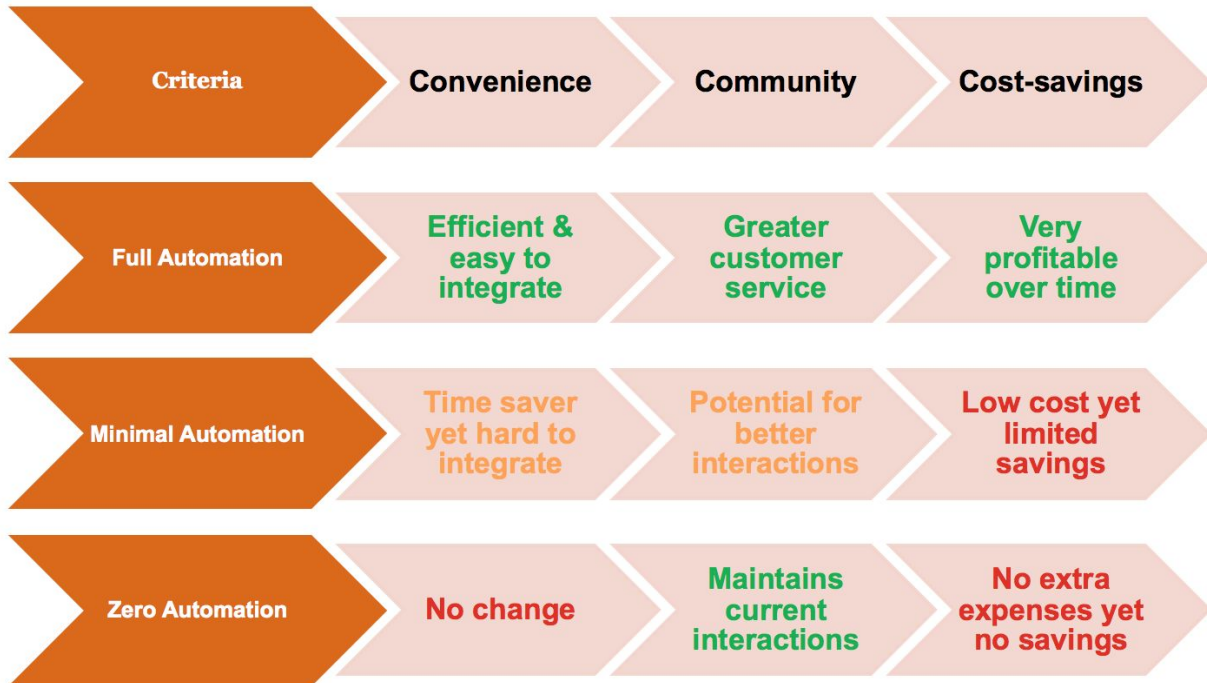 Criteria
Convenience
Community
Cost-savings
Full Automation
Efficient &
easy to
integrate
Greater
customer
service
Very
profitable
over time
Minimal Automation
Time saver
yet hard to
integrate
Potential for
better
interactions
Low cost yet
limited
savings
Zero Automation
No change
Maintains
current
interactions
No extra
expenses yet
no savings